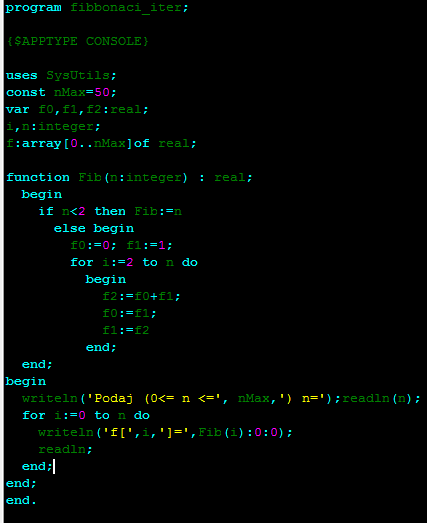 program fibbonaci_iter;
{$APPTYPE CONSOLE}
uses SysUtils;
const nMax=50;
var f0,f1,f2:real;
i,n:integer;
f:array[0..nMax]of real;
function Fib(n:integer) : real;
begin
if n<2 then Fib:=n
else begin
f0:=0; f1:=1;
for i:=2 to n do
begin
f2:=f0+f1;
f0:=f1;
f1:=f2
end;
end;
begin
writeln('Podaj (0<= n <=', nMax,') n=');readln(n);
for i:=0 to n do
writeln('f[',i,']=',Fib(i):0:0);
readln;
end;
end;
end.